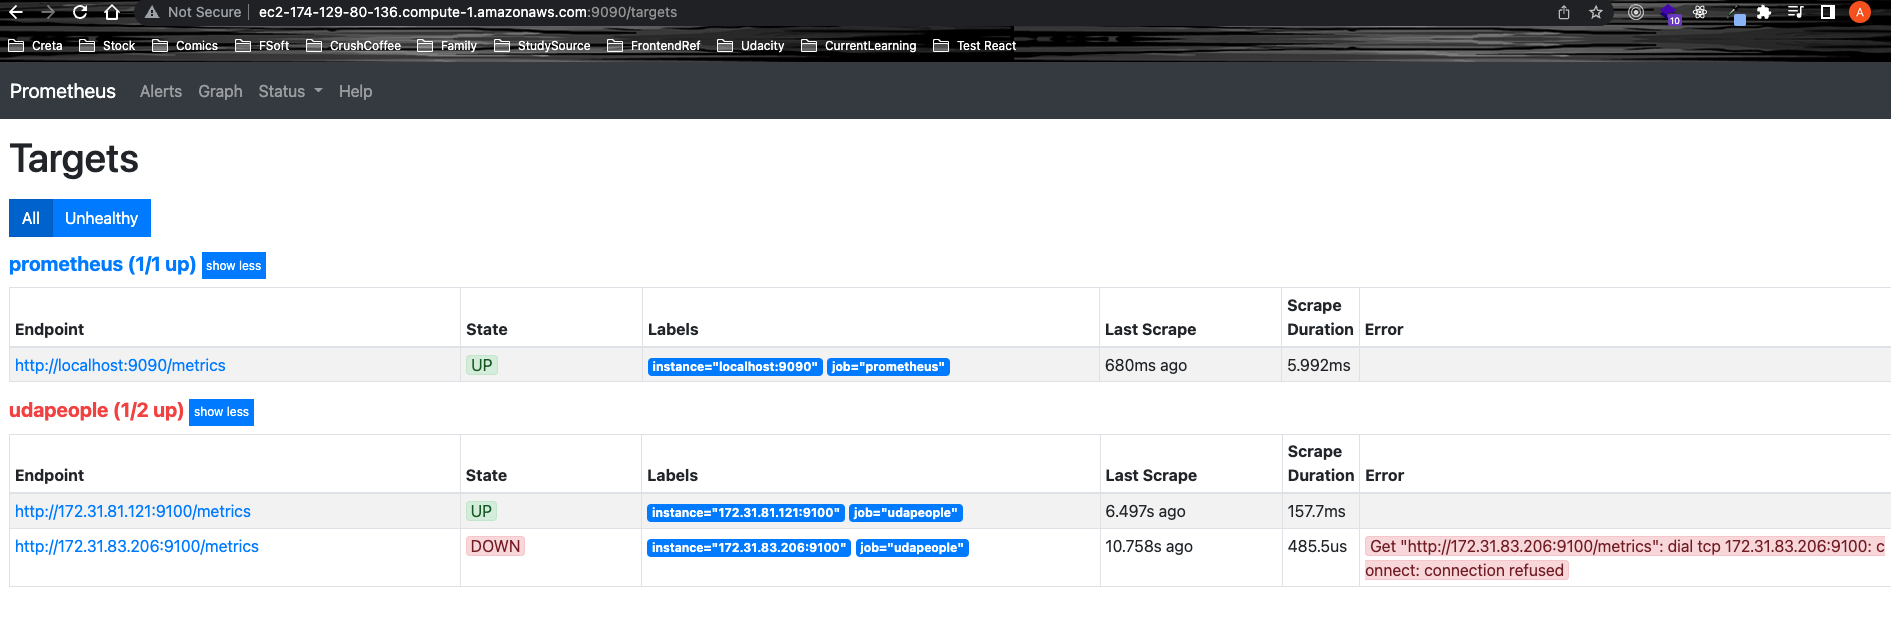 Not Secure ec2-174-129-80-136.compute-1.amazonaws.com:9090/targets 10 A
Creta Stock Comics FSoft CrushCoffee Family StudySource FrontendRef Udacity CurrentLearning Test React
Prometheus Alerts Graph Status Help
Targets
All Unhealthy
prometheus (1/1 up) show less
Endpoint State Labels Last Scrape Scrape Duration Error
http://localhost:9090/metrics UP instance="localhost:9090" job="prometheus" 680ms ago 5.992ms
udapeople (1/2 up) show less
Endpoint State Labels Last Scrape Scrape Duration Error
http://172.31.81.121:9100/metrics UP instance="172.31.81.121:9100" job="udapeople" 6.497s ago 157.7ms
http://172.31.83.206:9100/metrics DOWN instance="172.31.83.206:9100" job="udapeople" 10.758s ago 485.5us Get "http://172.31.83.206:9100/metrics": dial tcp 172.31.83.206:9100: c
onnect: connection refused